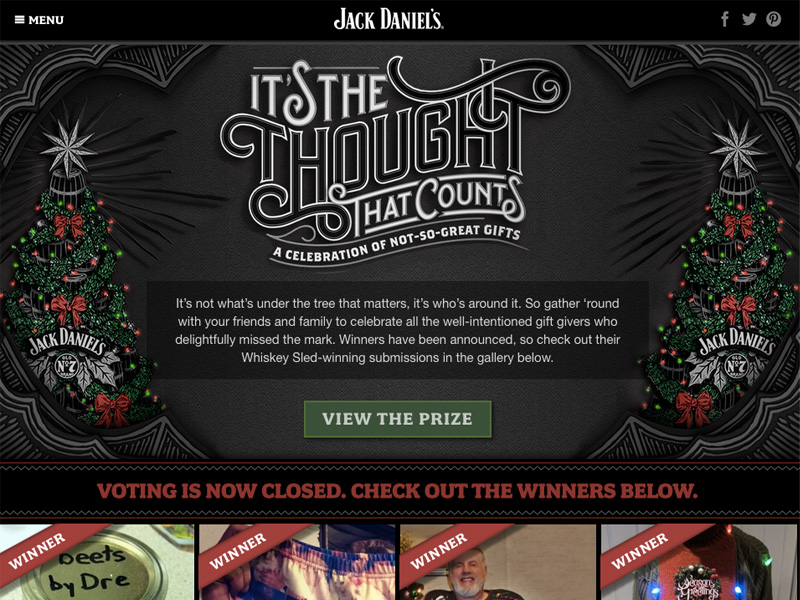 MENU
JACK DANIEL'S
IT'S THE
THOUGHT
THAT COUNTS
A CELEBRATION OF NOT-SO-GREAT GIFTS
It's not what's under the tree that matters, it's who's around it. So gather ‘round
with your friends and family to celebrate all the well-intentioned gift givers who
delightfully missed the mark. Winners have been announced, so check out their
Whiskey Sled-winning submissions in the gallery below.
JACK DANIEL'S
OLD
No 7
BRAND
JACK DANIEL'S
OLD
No 7
BRAND
VIEW THE PRIZE
VOTING IS NOW CLOSED. CHECK OUT THE WINNERS BELOW.
WINNER
beets
by Dre
WINNER
WINNER
WINNER
Season's
Greetings